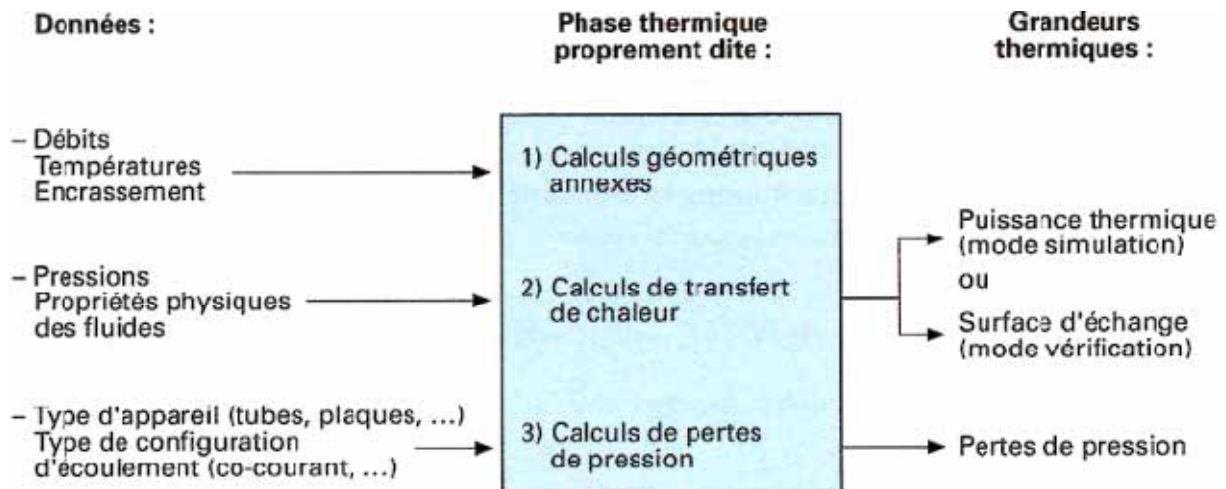 Données :
Phase thermique
proprement dite :
Grandeurs
thermiques :
– Débits
Températures
Encrassement
– Pressions
Propriétés physiques
des fluides
– Type d'appareil (tubes, plaques, ...)
Type de configuration
d'écoulement (co-courant, ...)
1) Calculs géométriques
annexes
2) Calculs de transfert
de chaleur
3) Calculs de pertes
de pression
Puissance thermique
(mode simulation)
ou
Surface d'échange
(mode vérification)
Pertes de pression